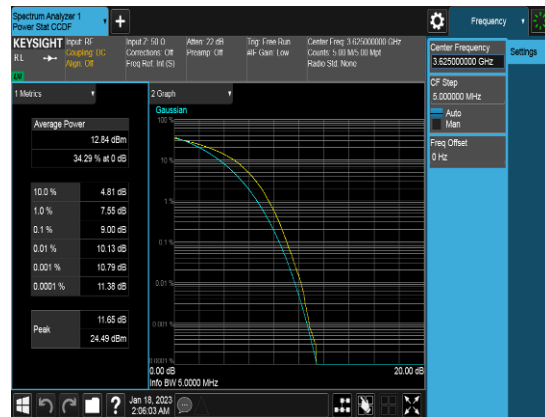 Spectrum Analyzer 1
Power Stat CCDF
Frequency
KEYSIGHT
RL
Input: RF
Coupling: DC
Align: Off
Input Z: 50 Ω
Corrections: Off
Freq Ref: Int (S)
Atten: 22 dB
Preamp: Off
Trig: Free Run
#IF Gain: Low
Center Freq: 3.625000000 GHz
Counts: 5.00 M/5.00 Mpt
Radio Std: None
1 Metrics
Average Power
12.84 dBm
34.29 % at 0 dB
10.0 % 4.81 dB
1.0 % 7.55 dB
0.1 % 9.00 dB
0.01 % 10.13 dB
0.001 % 10.79 dB
0.0001 % 11.38 dB
Peak
11.65 dB
24.49 dBm
2 Graph
Gaussian
100 %
10 %
1 %
0.1 %
0.01 %
0.001 %
0.0001 %
0.00 dB 20.00 dB
Info BW 5.0000 MHz
Center Frequency
3.625000000 GHz
Settings
CF Step
5.000000 MHz
Auto
Man
Freq Offset
0 Hz
?
Jan 18, 2023
2:06:03 AM